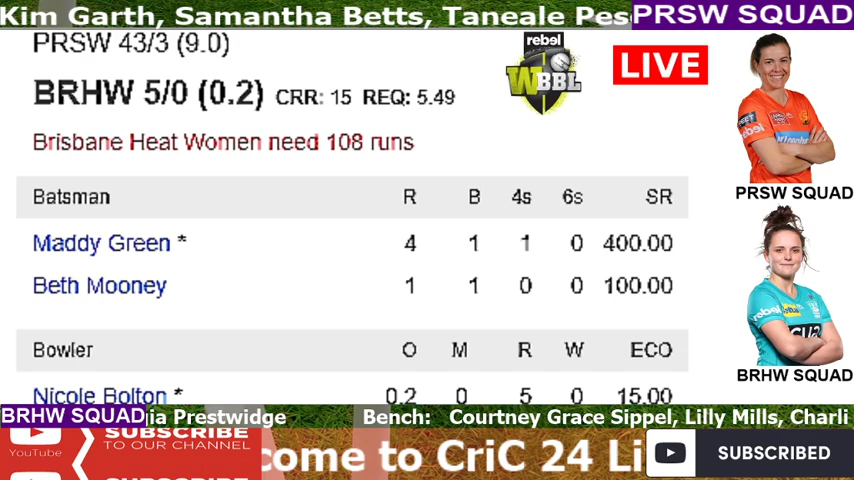 Kim Garth, Samantha Betts, Taneale Pes
PRSW SQUAD
PRSW 43/3 (9.0)
BRHW 5/0 (0.2) CRR: 15 REQ: 5.49
rebel
WBBL
LIVE
Brisbane Heat Women need 108 runs
PRSW SQUAD
Batsman R B 4s 6s SR
Maddy Green * 4 1 1 0 400.00
Beth Mooney 1 1 0 0 100.00
rebel
Bowler O M R W ECO
BRHW SQUAD
Nicole Bolton * 0.2 0 5 0 15.00
BRHW SQUAD
jia Prestwidge Bench: Courtney Grace Sippel, Lilly Mills, Charli
YouTube
SUBSCRIBE
TO OUR CHANNEL
come to CriC 24 Li
SUBSCRIBED